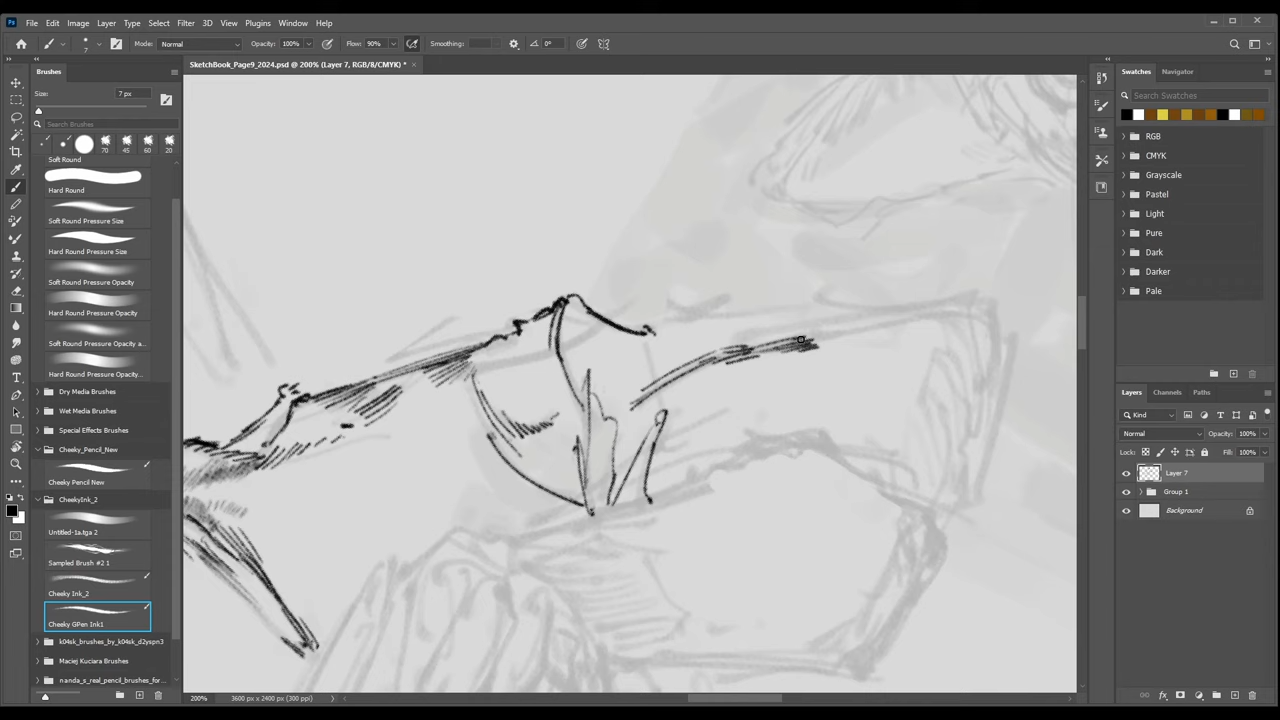 Ps File Edit Image Layer Type Select Filter 3D View Plugins Window Help
7 Mode: Normal Opacity: 100% Flow: 90% Smoothing: 0°
SketchBook_Page9_2024.psd @ 200% (Layer 7, RGB/8/CMYK) *
Brushes
Size: 7 px
Search Brushes
70 45 60 20
Soft Round
Hard Round
Soft Round Pressure Size
Hard Round Pressure Size
Soft Round Pressure Opacity
Hard Round Pressure Opacity
Soft Round Pressure Opacity a...
Hard Round Pressure Opacity...
Dry Media Brushes
Wet Media Brushes
Special Effects Brushes
Cheeky_Pencil_New
Cheeky Pencil New
CheekyInk_2
Untitled-1a.tga 2
Sampled Brush #2 1
Cheeky Ink_2
Cheeky GPen Ink1
k04sk_brushes_by_k04sk_d2yspn3
Maciej Kuciara Brushes
nanda_s_real_pencil_brushes_for...
200% 3600 px x 2400 px (300 ppi)
Swatches Navigator
Search Swatches
RGB
CMYK
Grayscale
Pastel
Light
Pure
Dark
Darker
Pale
Layers Channels Paths
Kind
Normal Opacity: 100%
Lock: Fill: 100%
Layer 7
Group 1
Background
fx